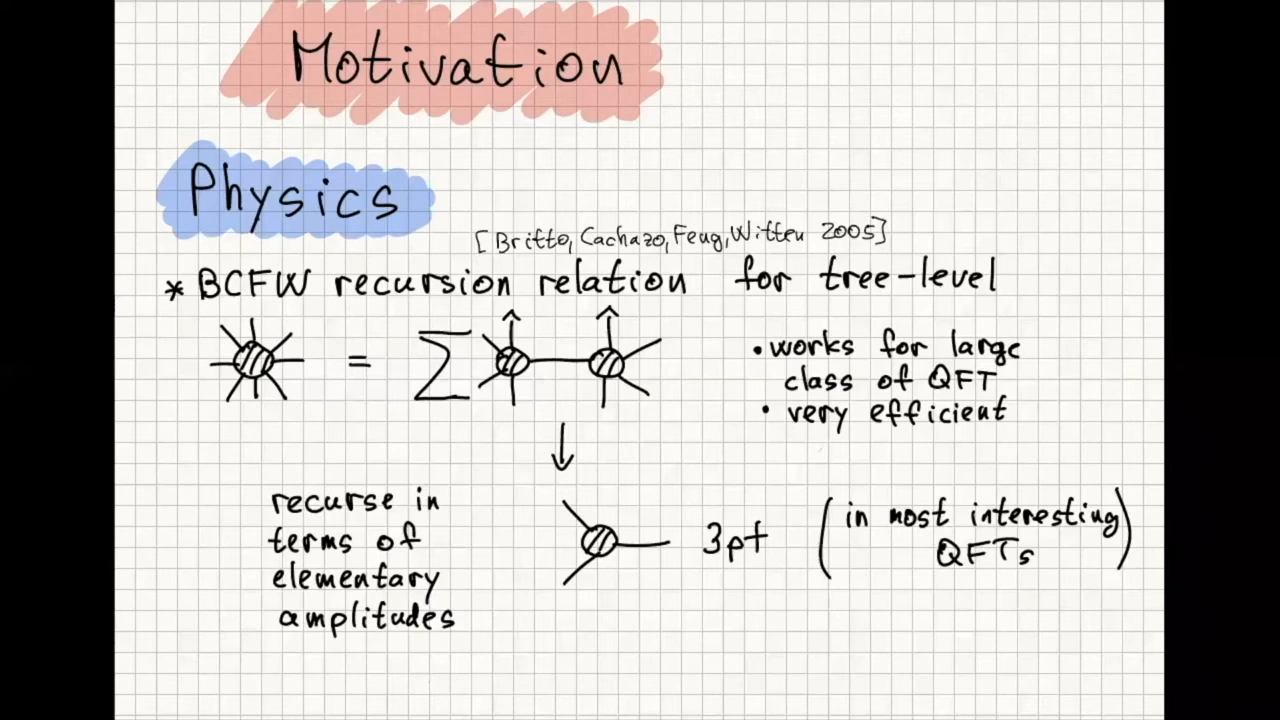 Motivation
Physics
[Britto, Cachazo, Feng, Witten 2005]
* BCFW recursion relation for tree-level
= ∑
• works for large
class of QFT
• very efficient
recurse in
terms of
elementary
amplitudes
3pt
(in most interesting
QFTs)